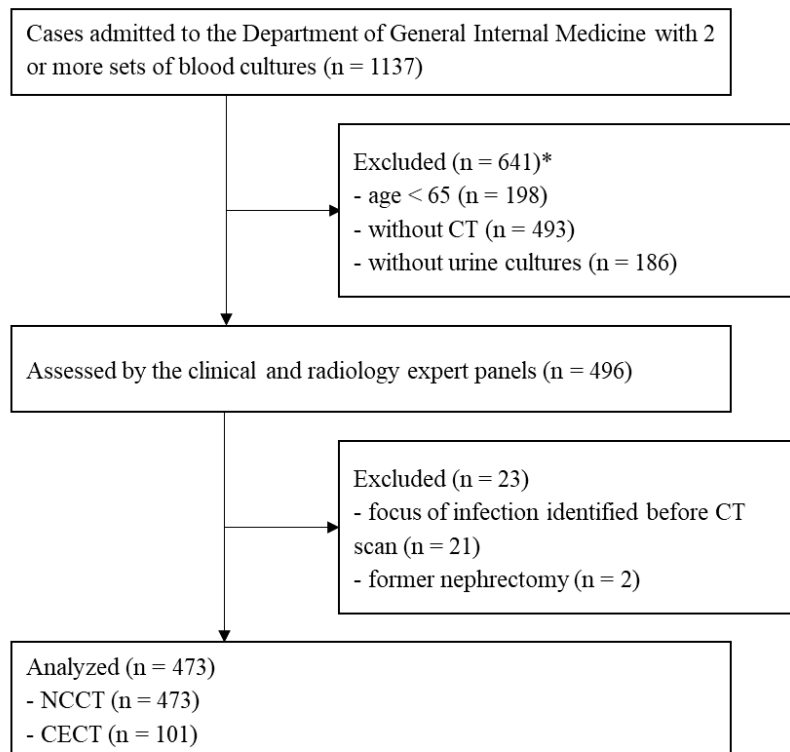 Cases admitted to the Department of General Internal Medicine with 2
or more sets of blood cultures (n = 1137)
Excluded (n = 641)*
- age < 65 (n = 198)
- without CT (n = 493)
- without urine cultures (n = 186)
Assessed by the clinical and radiology expert panels (n = 496)
Excluded (n = 23)
- focus of infection identified before CT
scan (n = 21)
- former nephrectomy (n = 2)
Analyzed (n = 473)
- NCCT (n = 473)
- CECT (n = 101)